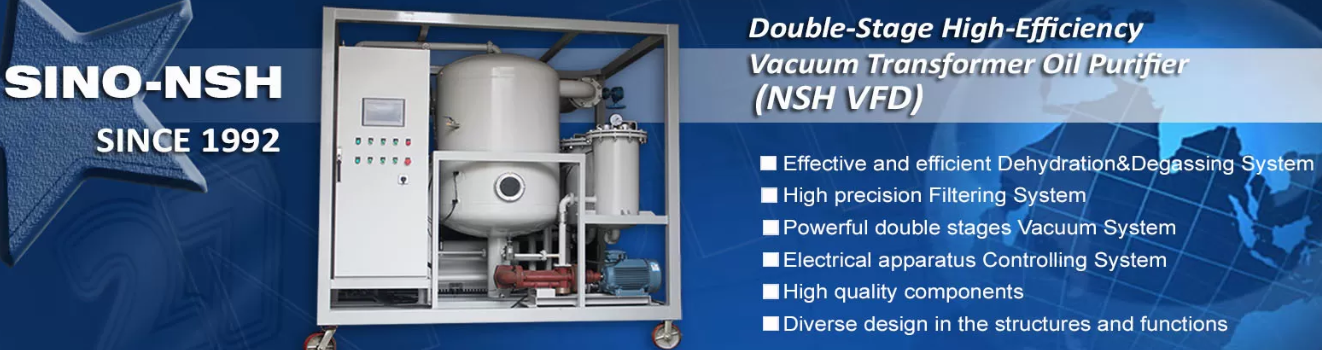 SINO-NSH
SINCE 1992
Double-Stage High-Efficiency
Vacuum Transformer Oil Purifier
(NSH VFD)
Effective and efficient Dehydration&Degassing System
High precision Filtering System
Powerful double stages Vacuum System
Electrical apparatus Controlling System
High quality components
Diverse design in the structures and functions